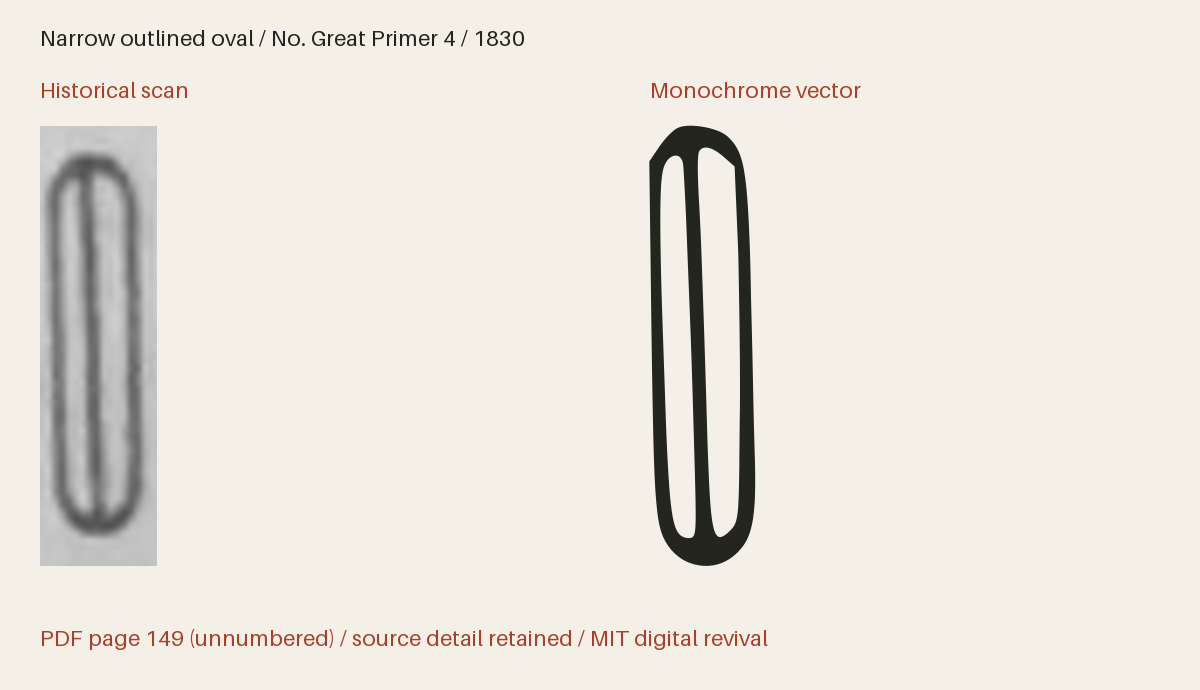 Narrow outlined oval / No. Great Primer 4 / 1830
Historical scan
Monochrome vector
PDF page 149 (unnumbered) / source detail retained / MIT digital revival